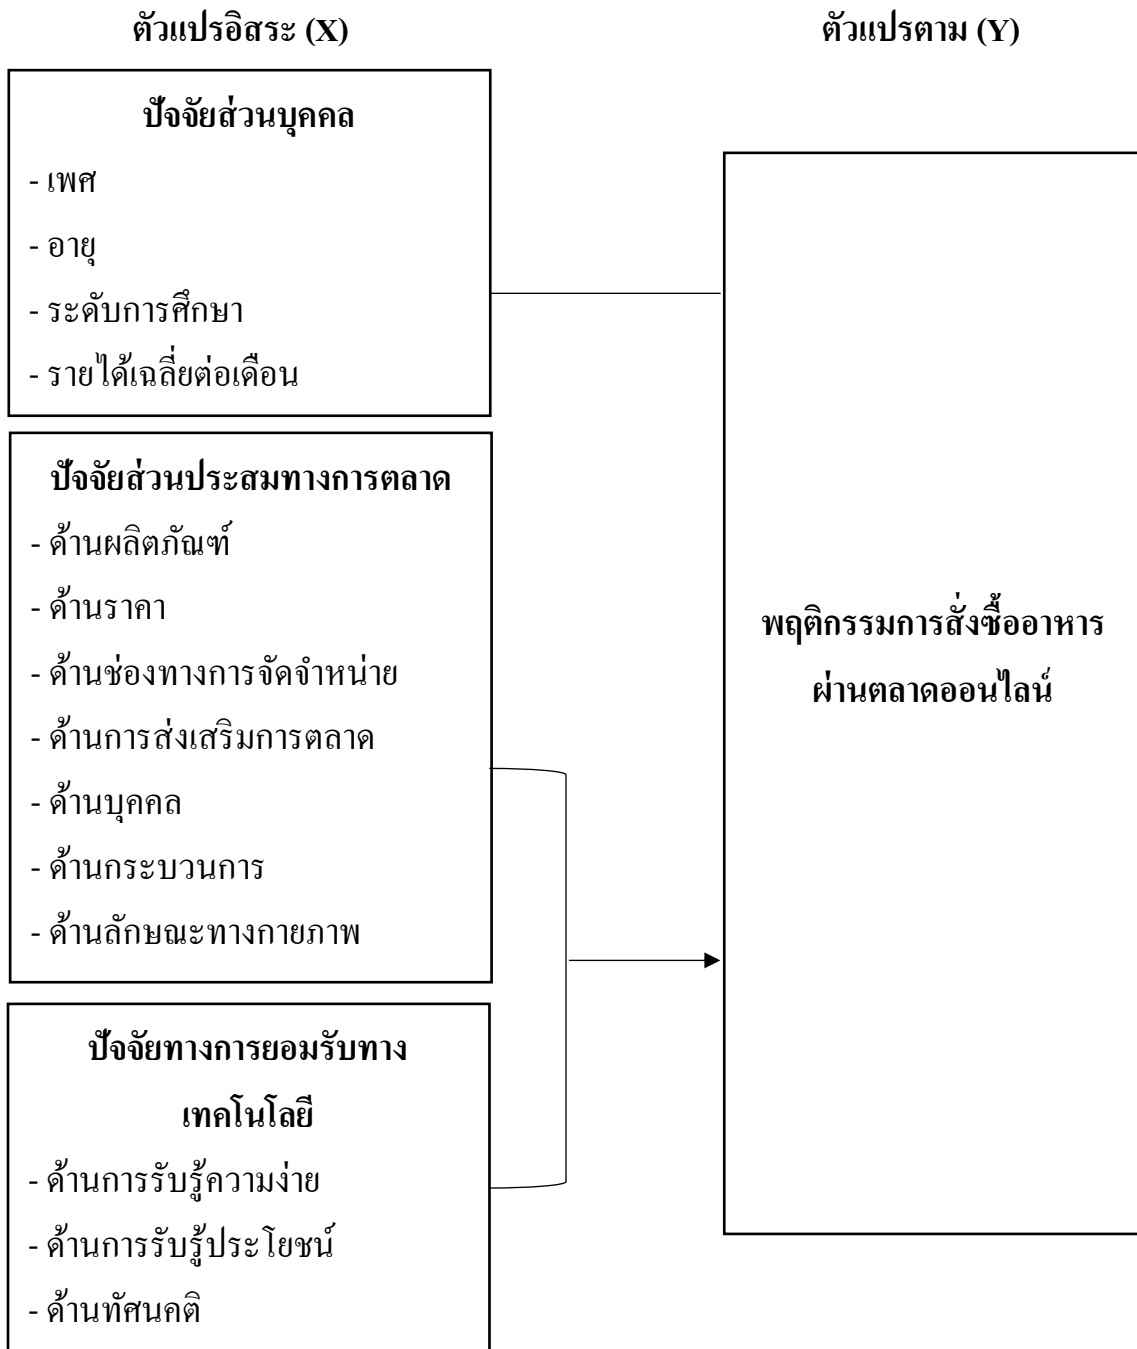 ตัวแปรอิสระ (X)
ตัวแปรตาม (Y)
ปัจจัยส่วนบุคคล
- เพศ
- อายุ
- ระดับการศึกษา
- รายได้เฉลี่ยต่อเดือน
ปัจจัยส่วนประสมทางการตลาด
- ด้านผลิตภัณฑ์
- ด้านราคา
- ด้านช่องทางการจัดจำหน่าย
- ด้านการส่งเสริมการตลาด
- ด้านบุคคล
- ด้านกระบวนการ
- ด้านลักษณะทางกายภาพ
ปัจจัยทางการยอมรับทาง
เทคโนโลยี
- ด้านการรับรู้ความง่าย
- ด้านการรับรู้ประโยชน์
- ด้านทัศนคติ
พฤติกรรมการสั่งซื้ออาหาร
ผ่านตลาดออนไลน์